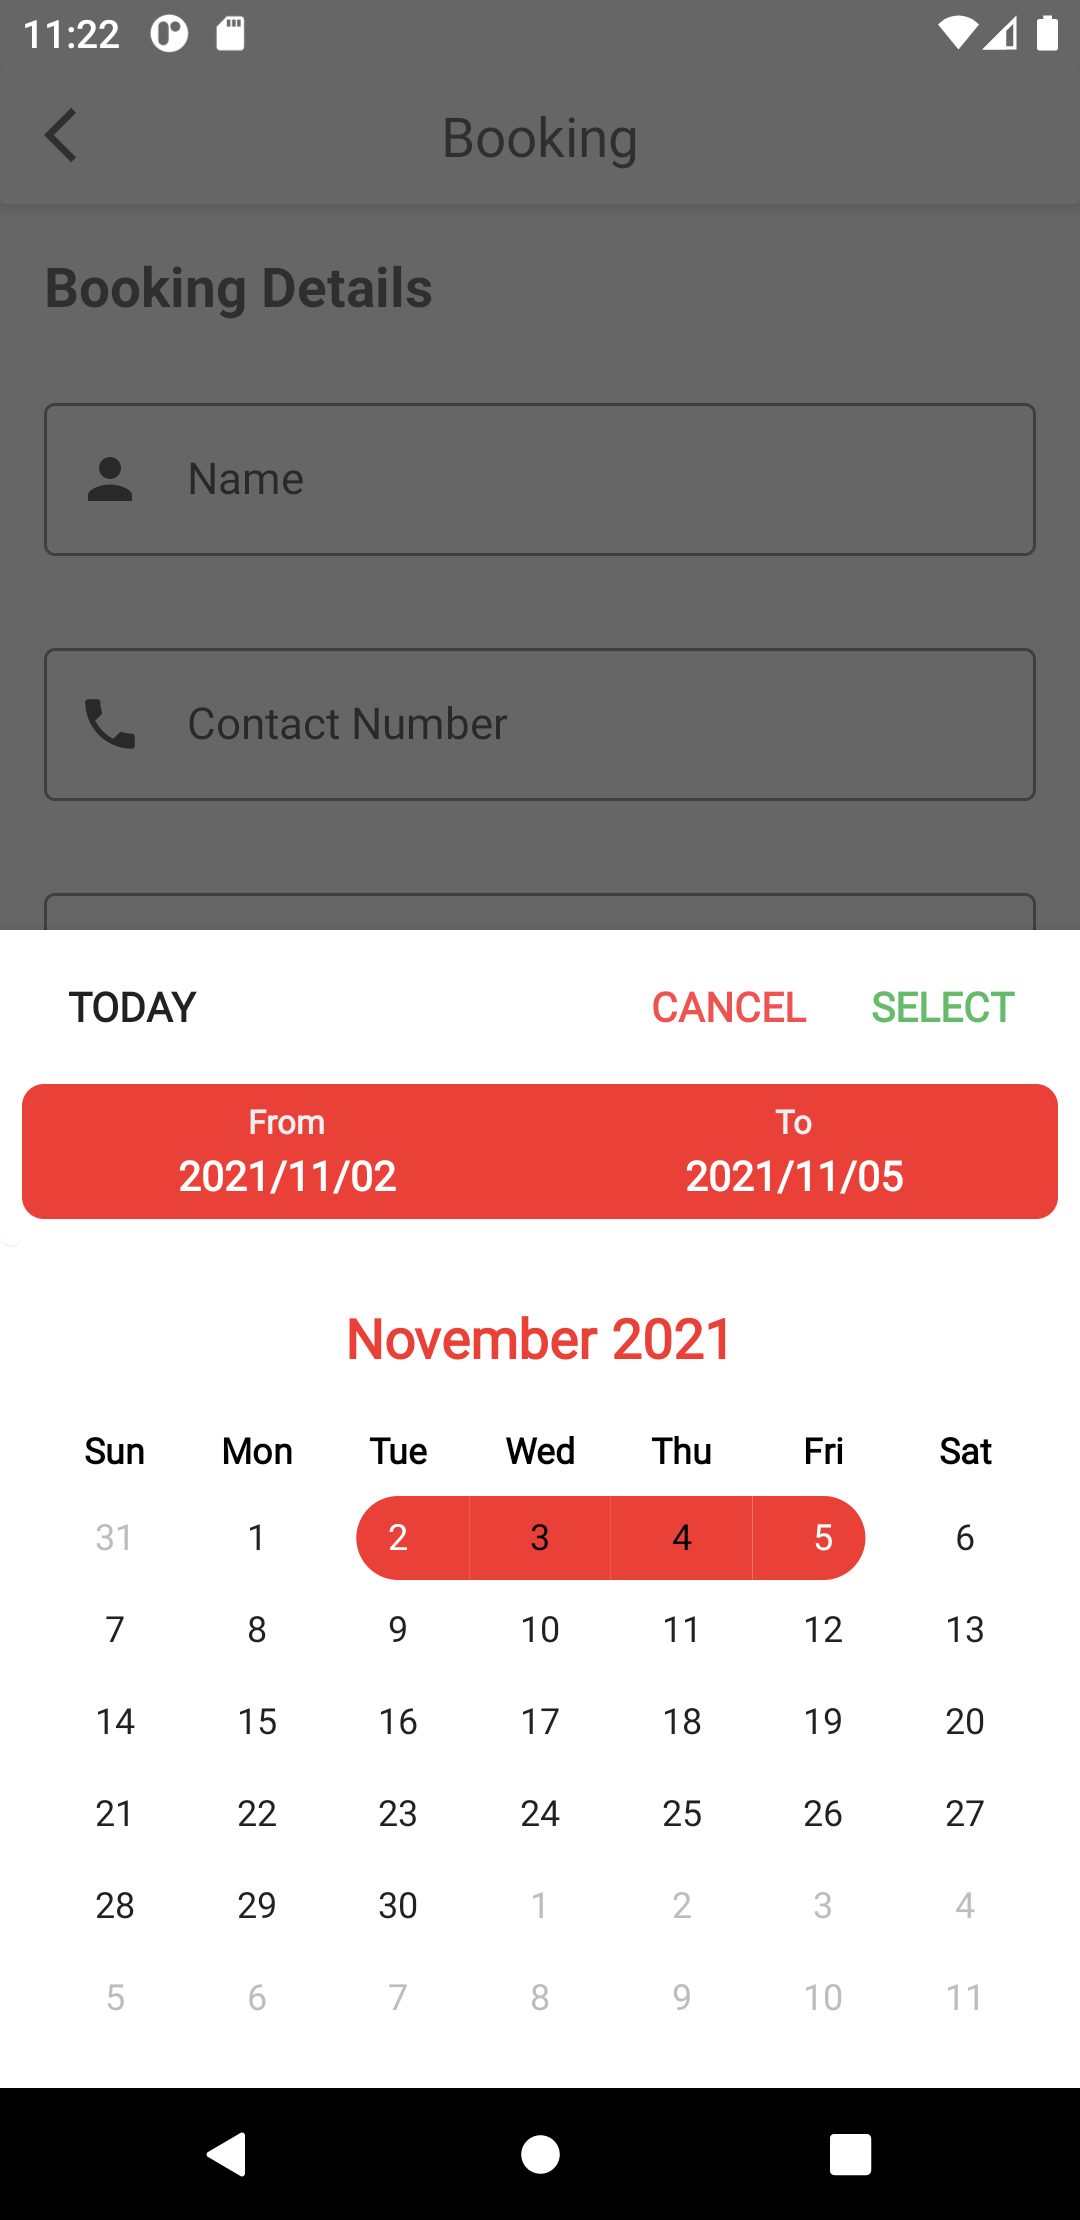 11:22
Booking
Booking Details
Name
Contact Number
TODAY CANCEL SELECT
From To
2021/11/02 2021/11/05
November 2021
Sun Mon Tue Wed Thu Fri Sat
31 1 2 3 4 5 6
7 8 9 10 11 12 13
14 15 16 17 18 19 20
21 22 23 24 25 26 27
28 29 30 1 2 3 4
5 6 7 8 9 10 11